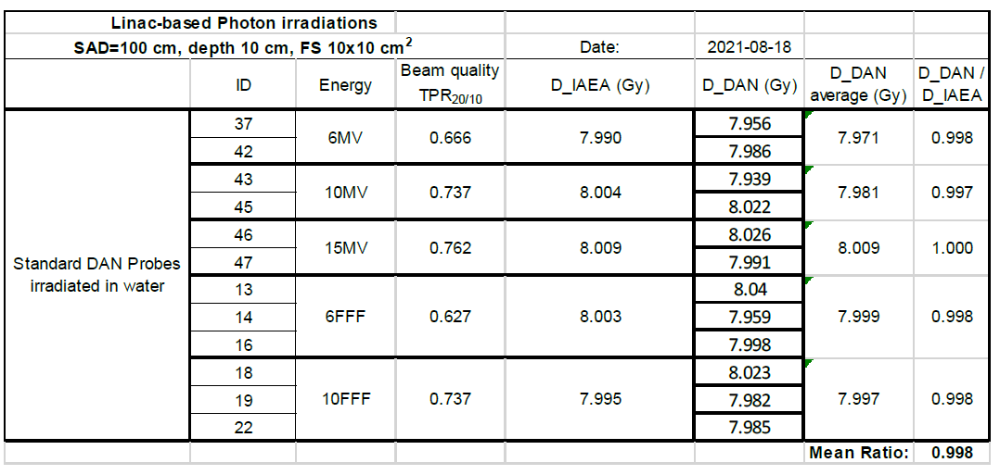 Linac-based Photon irradiations
SAD=100 cm, depth 10 cm, FS 10x10 cm² Date: 2021-08-18
ID Energy Beam quality TPR20/10 D_IAEA (Gy) D_DAN (Gy) D_DAN average (Gy) D_DAN / D_IAEA
Standard DAN Probes irradiated in water
37 6MV 0.666 7.990 7.956 7.971 0.998
42 7.986
43 10MV 0.737 8.004 7.939 7.981 0.997
45 8.022
46 15MV 0.762 8.009 8.026 8.009 1.000
47 7.991
13 6FFF 0.627 8.003 8.04 7.999 0.998
14 7.959
16 7.998
18 10FFF 0.737 7.995 8.023 7.997 0.998
19 7.982
22 7.985
Mean Ratio: 0.998